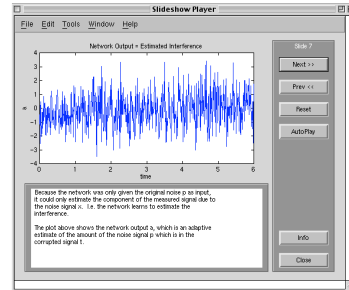 Slideshow Player
File Edit Tools Window Help
Network Output = Estimated Interference
4
3
2
1
0
-1
-2
-3
-4
a
0 1 2 3 4 5 6
time
Because the network was only given the original noise p as input,
it could only estimate the component of the measured signal due to
the noise signal x. I.e. the network learns to estimate the
interference.
The plot above shows the network output a, which is an adaptive
estimate of the amount of the noise signal p which is in the
corrupted signal t.
Slide 7
Next >>
Prev <<
Reset
AutoPlay
Info
Close